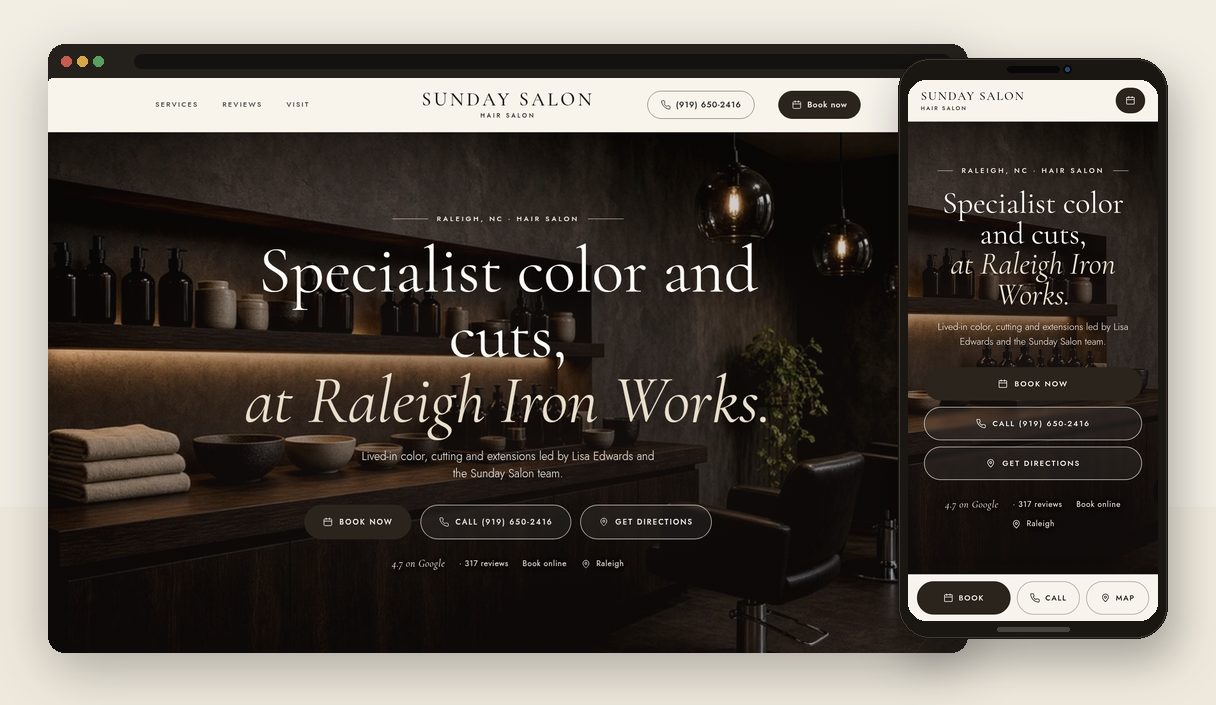 SERVICES REVIEWS VISIT
SUNDAY SALON
HAIR SALON
(919) 650-2416
Book now
RALEIGH, NC · HAIR SALON
Specialist color and
cuts,
at Raleigh Iron Works.
Lived-in color, cutting and extensions led by Lisa Edwards and
the Sunday Salon team.
BOOK NOW
CALL (919) 650-2416
GET DIRECTIONS
4.7 on Google · 317 reviews Book online Raleigh
SUNDAY SALON
HAIR SALON
RALEIGH, NC · HAIR SALON
Specialist color
and cuts,
at Raleigh Iron
Works.
Lived-in color, cutting and extensions led by Lisa
Edwards and the Sunday Salon team.
BOOK NOW
CALL (919) 650-2416
GET DIRECTIONS
4.7 on Google · 317 reviews Book online
Raleigh
BOOK CALL MAP